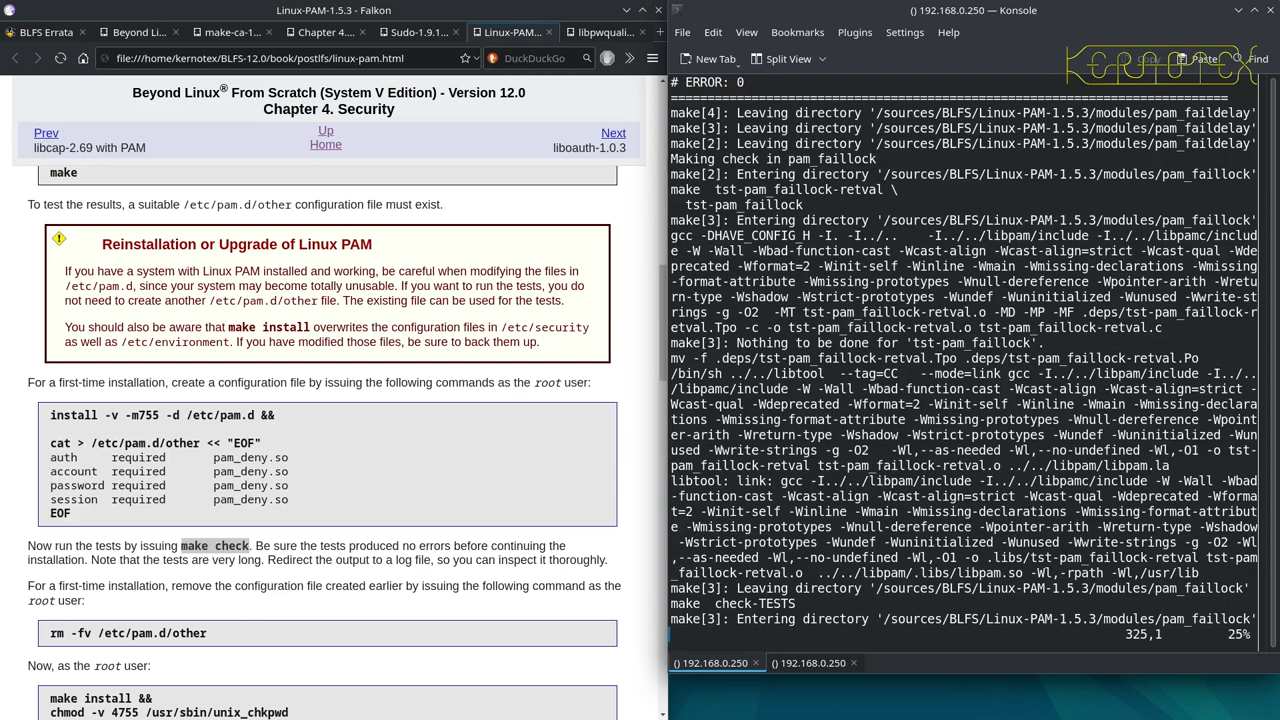 Linux-PAM-1.5.3 – Falkon
BLFS Errata
Beyond Li...
make-ca-1...
Chapter 4....
Sudo-1.9.1...
Linux-PAM...
libpwquali...
file:///home/kernotex/BLFS-12.0/book/postlfs/linux-pam.html
DuckDuckGo
Beyond Linux® From Scratch (System V Edition) - Version 12.0
Chapter 4. Security
Prev
Up
Next
libcap-2.69 with PAM
Home
liboauth-1.0.3
make
To test the results, a suitable /etc/pam.d/other configuration file must exist.
Reinstallation or Upgrade of Linux PAM
If you have a system with Linux PAM installed and working, be careful when modifying the files in
/etc/pam.d, since your system may become totally unusable. If you want to run the tests, you do
not need to create another /etc/pam.d/other file. The existing file can be used for the tests.
You should also be aware that make install overwrites the configuration files in /etc/security
as well as /etc/environment. If you have modified those files, be sure to back them up.
For a first-time installation, create a configuration file by issuing the following commands as the root user:
install -v -m755 -d /etc/pam.d &&
cat > /etc/pam.d/other << "EOF"
auth required pam_deny.so
account required pam_deny.so
password required pam_deny.so
session required pam_deny.so
EOF
Now run the tests by issuing make check. Be sure the tests produced no errors before continuing the
installation. Note that the tests are very long. Redirect the output to a log file, so you can inspect it thoroughly.
For a first-time installation, remove the configuration file created earlier by issuing the following command as the
root user:
rm -fv /etc/pam.d/other
Now, as the root user:
make install &&
chmod -v 4755 /usr/sbin/unix_chkpwd
() 192.168.0.250 — Konsole
File Edit View Bookmarks Plugins Settings Help
New Tab Split View Copy Paste Find
KERNOTEX
# ERROR: 0
============================================================================
make[4]: Leaving directory '/sources/BLFS/Linux-PAM-1.5.3/modules/pam_faildelay'
make[3]: Leaving directory '/sources/BLFS/Linux-PAM-1.5.3/modules/pam_faildelay'
make[2]: Leaving directory '/sources/BLFS/Linux-PAM-1.5.3/modules/pam_faildelay'
Making check in pam_faillock
make[2]: Entering directory '/sources/BLFS/Linux-PAM-1.5.3/modules/pam_faillock'
make  tst-pam_faillock-retval \
  tst-pam_faillock
make[3]: Entering directory '/sources/BLFS/Linux-PAM-1.5.3/modules/pam_faillock'
gcc -DHAVE_CONFIG_H -I. -I../..    -I../../libpam/include -I../../libpamc/includ
e -W -Wall -Wbad-function-cast -Wcast-align -Wcast-align=strict -Wcast-qual -Wde
precated -Wformat=2 -Winit-self -Winline -Wmain -Wmissing-declarations -Wmissing
-format-attribute -Wmissing-prototypes -Wnull-dereference -Wpointer-arith -Wretu
rn-type -Wshadow -Wstrict-prototypes -Wundef -Wuninitialized -Wunused -Wwrite-st
rings -g -O2  -MT tst-pam_faillock-retval.o -MD -MP -MF .deps/tst-pam_faillock-r
etval.Tpo -c -o tst-pam_faillock-retval.o tst-pam_faillock-retval.c
make[3]: Nothing to be done for 'tst-pam_faillock'.
mv -f .deps/tst-pam_faillock-retval.Tpo .deps/tst-pam_faillock-retval.Po
/bin/sh ../../libtool  --tag=CC   --mode=link gcc -I../../libpam/include -I../..
/libpamc/include -W -Wall -Wbad-function-cast -Wcast-align -Wcast-align=strict -
Wcast-qual -Wdeprecated -Wformat=2 -Winit-self -Winline -Wmain -Wmissing-declara
tions -Wmissing-format-attribute -Wmissing-prototypes -Wnull-dereference -Wpoint
er-arith -Wreturn-type -Wshadow -Wstrict-prototypes -Wundef -Wuninitialized -Wun
used -Wwrite-strings -g -O2   -Wl,--as-needed -Wl,--no-undefined -Wl,-O1 -o tst-
pam_faillock-retval tst-pam_faillock-retval.o ../../libpam/libpam.la
libtool: link: gcc -I../../libpam/include -I../../libpamc/include -W -Wall -Wbad
-function-cast -Wcast-align -Wcast-align=strict -Wcast-qual -Wdeprecated -Wforma
t=2 -Winit-self -Winline -Wmain -Wmissing-declarations -Wmissing-format-attribut
e -Wmissing-prototypes -Wnull-dereference -Wpointer-arith -Wreturn-type -Wshadow
 -Wstrict-prototypes -Wundef -Wuninitialized -Wunused -Wwrite-strings -g -O2 -Wl
,--as-needed -Wl,--no-undefined -Wl,-O1 -o .libs/tst-pam_faillock-retval tst-pam
_faillock-retval.o  ../../libpam/.libs/libpam.so -Wl,-rpath -Wl,/usr/lib
make[3]: Leaving directory '/sources/BLFS/Linux-PAM-1.5.3/modules/pam_faillock'
make  check-TESTS
make[3]: Entering directory '/sources/BLFS/Linux-PAM-1.5.3/modules/pam_faillock'
325,1 25%
() 192.168.0.250
() 192.168.0.250